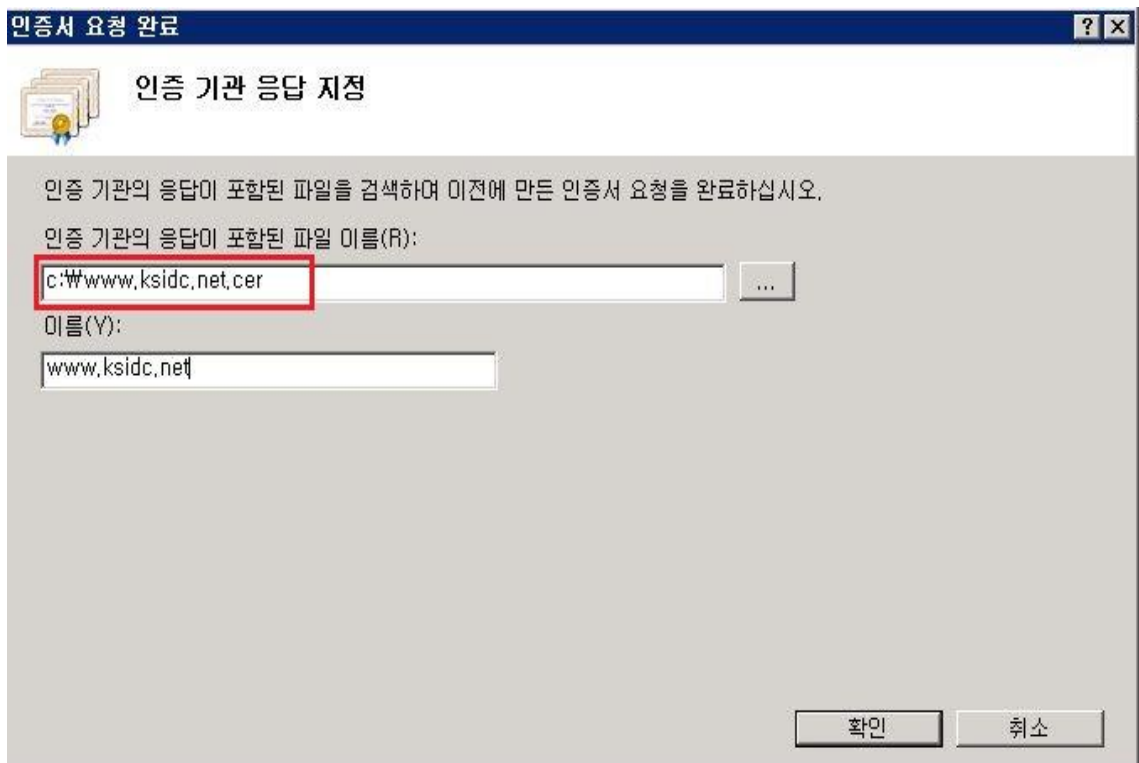 인증서 요청 완료
인증 기관 응답 지정
인증 기관의 응답이 포함된 파일을 검색하여 이전에 만든 인증서 요청을 완료하십시오.
인증 기관의 응답이 포함된 파일 이름(R):
c:₩www.ksidc.net.cer
...
이름(Y):
www.ksidc.net
확인 취소